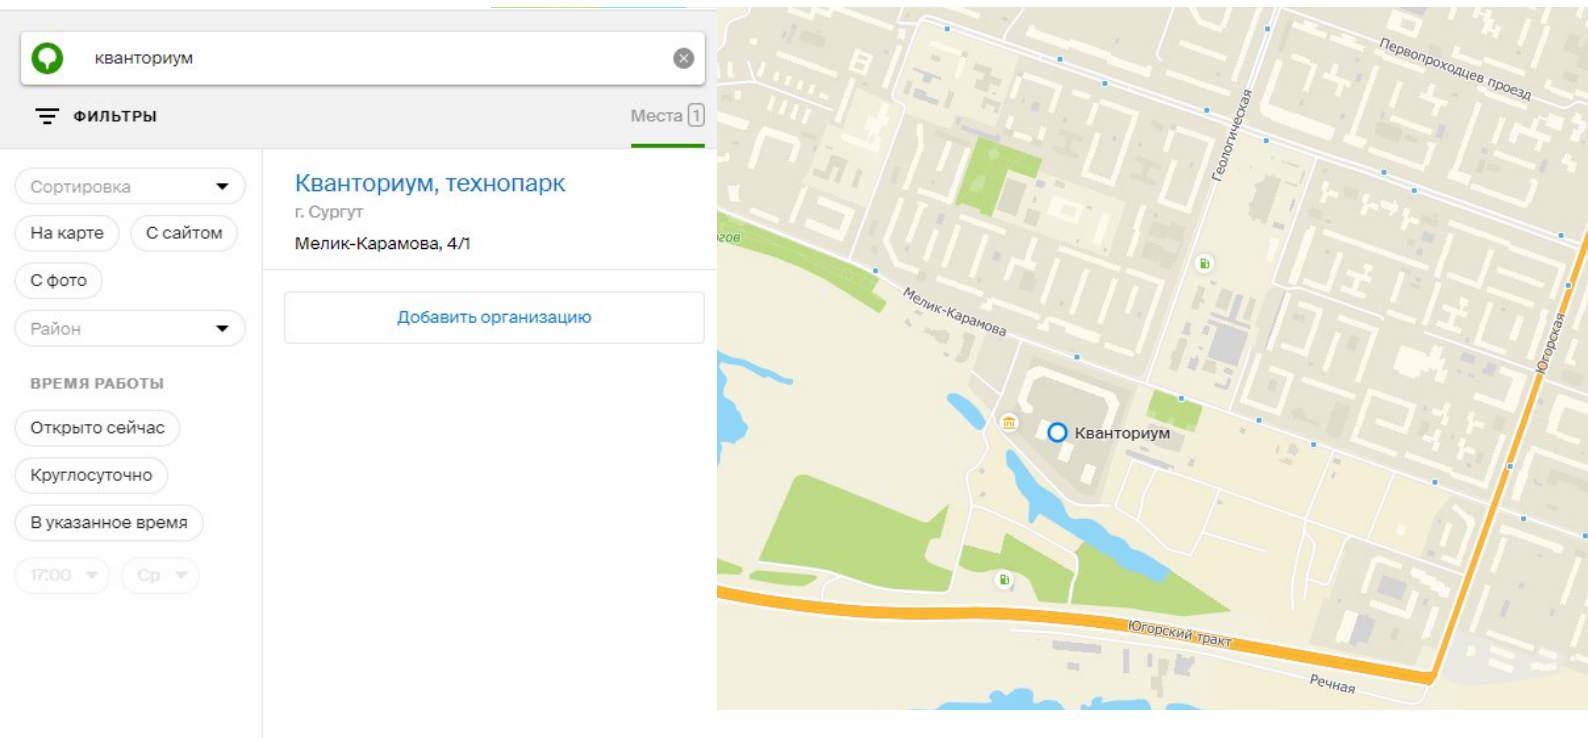 кванториум
ФИЛЬТРЫ
Места 1
Сортировка
На карте
С сайтом
С фото
Район
ВРЕМЯ РАБОТЫ
Открыто сейчас
Круглосуточно
В указанное время
17:00
Ср
Кванториум, технопарк
г. Сургут
Мелик-Карамова, 4/1
Добавить организацию
Первопроходцев проезд
Геологическая
Мелик-Карамова
Югорская
Кванториум
Югорский тракт
Речная